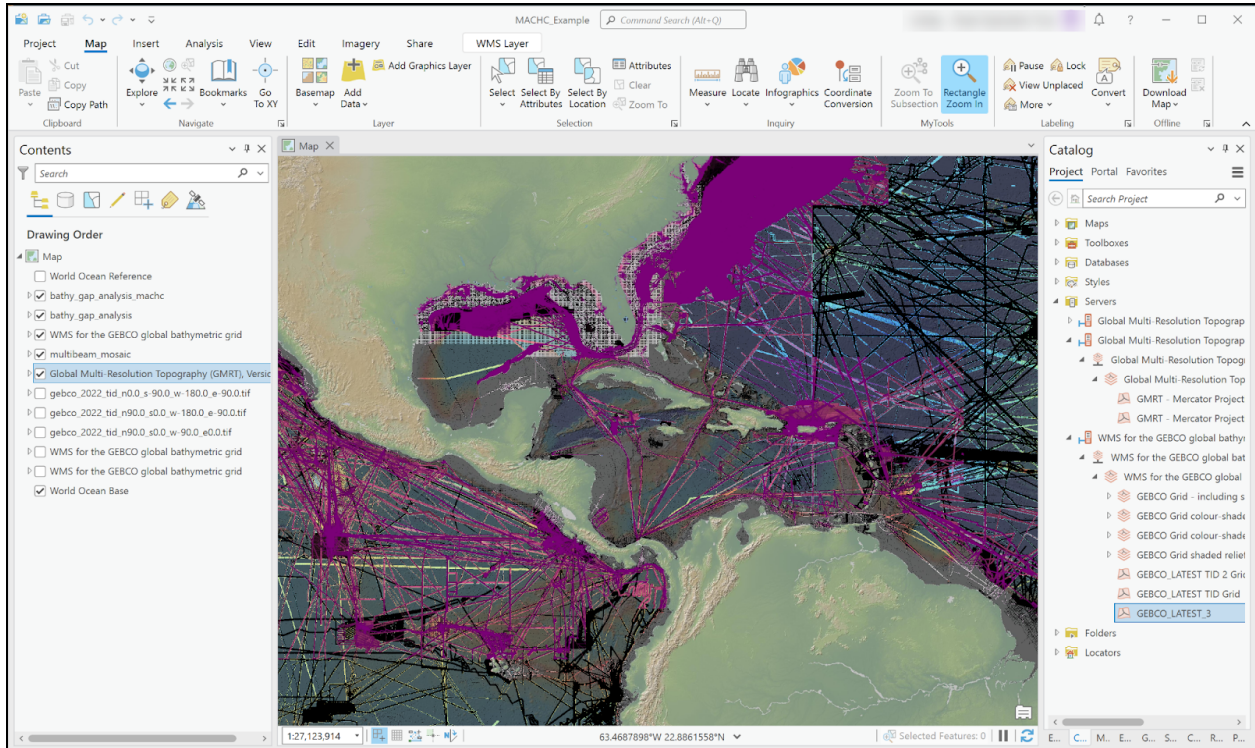 MACHC_Example
Command Search (Alt+Q)
?
Project Map Insert Analysis View Edit Imagery Share WMS Layer
Paste
Cut
Copy
Copy Path
Clipboard
Explore
Bookmarks
Go To XY
Navigate
Basemap
Add Data
Add Graphics Layer
Layer
Select
Select By Attributes
Select By Location
Attributes
Clear
Zoom To
Selection
Measure
Locate
Infographics
Coordinate Conversion
Inquiry
Zoom To Subsection
Rectangle Zoom In
MyTools
Pause
Lock
View Unplaced
More
Convert
Labeling
Download Map
Offline
Contents
Search
Drawing Order
Map
World Ocean Reference
bathy_gap_analysis_machc
bathy_gap_analysis
WMS for the GEBCO global bathymetric grid
multibeam_mosaic
Global Multi-Resolution Topography (GMRT), Versic
gebco_2022_tid_n0.0_s-90.0_w-180.0_e-90.0.tif
gebco_2022_tid_n90.0_s0.0_w-180.0_e-90.0.tif
gebco_2022_tid_n90.0_s0.0_w-90.0_e0.0.tif
WMS for the GEBCO global bathymetric grid
WMS for the GEBCO global bathymetric grid
World Ocean Base
Map
1:27,123,914
63.4687898°W 22.8861558°N
Selected Features: 0
Catalog
Project Portal Favorites
Search Project
Maps
Toolboxes
Databases
Styles
Servers
Global Multi-Resolution Topograp
Global Multi-Resolution Topograp
Global Multi-Resolution Topogr
Global Multi-Resolution Top
GMRT - Mercator Project
GMRT - Mercator Project
WMS for the GEBCO global bathyr
WMS for the GEBCO global bat
WMS for the GEBCO global
GEBCO Grid - including s
GEBCO Grid colour-shade
GEBCO Grid colour-shade
GEBCO Grid shaded relief
GEBCO_LATEST TID 2 Gric
GEBCO_LATEST TID Grid
GEBCO_LATEST_3
Folders
Locators
E... C... M... E... G... S... C... R... P...